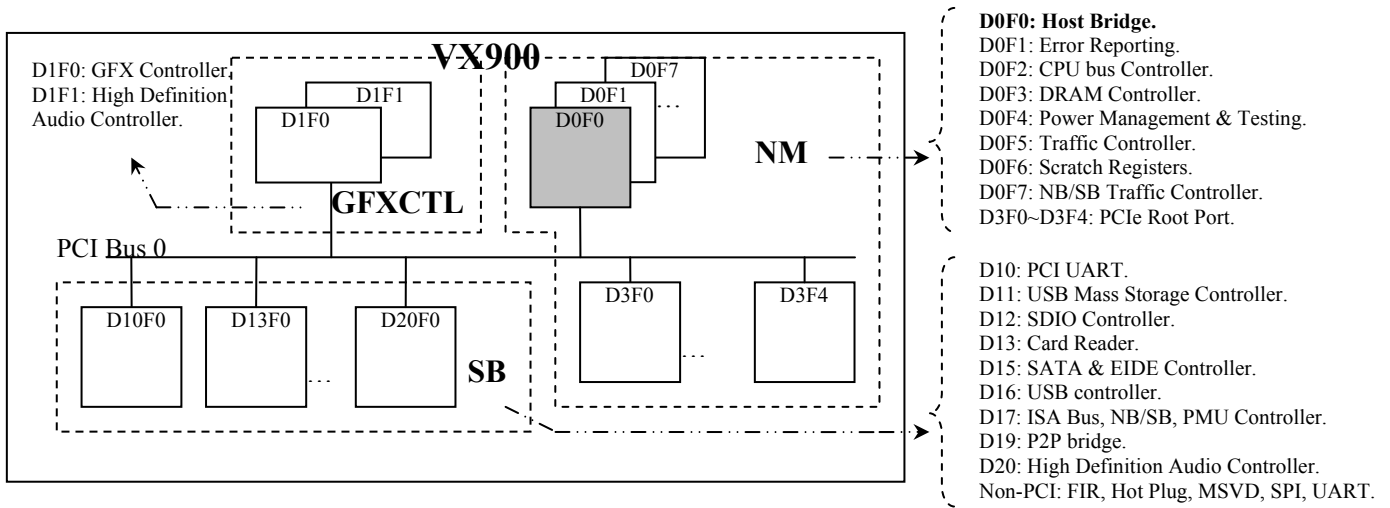 VX900
D1F0: GFX Controller.
D1F1: High Definition
Audio Controller.
D1F1
D1F0
GFXCTL
D0F7
D0F1
...
D0F0
NM
PCI Bus 0
D10F0
D13F0
...
D20F0
SB
D3F0
...
D3F4
D0F0: Host Bridge.
D0F1: Error Reporting.
D0F2: CPU bus Controller.
D0F3: DRAM Controller.
D0F4: Power Management & Testing.
D0F5: Traffic Controller.
D0F6: Scratch Registers.
D0F7: NB/SB Traffic Controller.
D3F0~D3F4: PCIe Root Port.
D10: PCI UART.
D11: USB Mass Storage Controller.
D12: SDIO Controller.
D13: Card Reader.
D15: SATA & EIDE Controller.
D16: USB controller.
D17: ISA Bus, NB/SB, PMU Controller.
D19: P2P bridge.
D20: High Definition Audio Controller.
Non-PCI: FIR, Hot Plug, MSVD, SPI, UART.